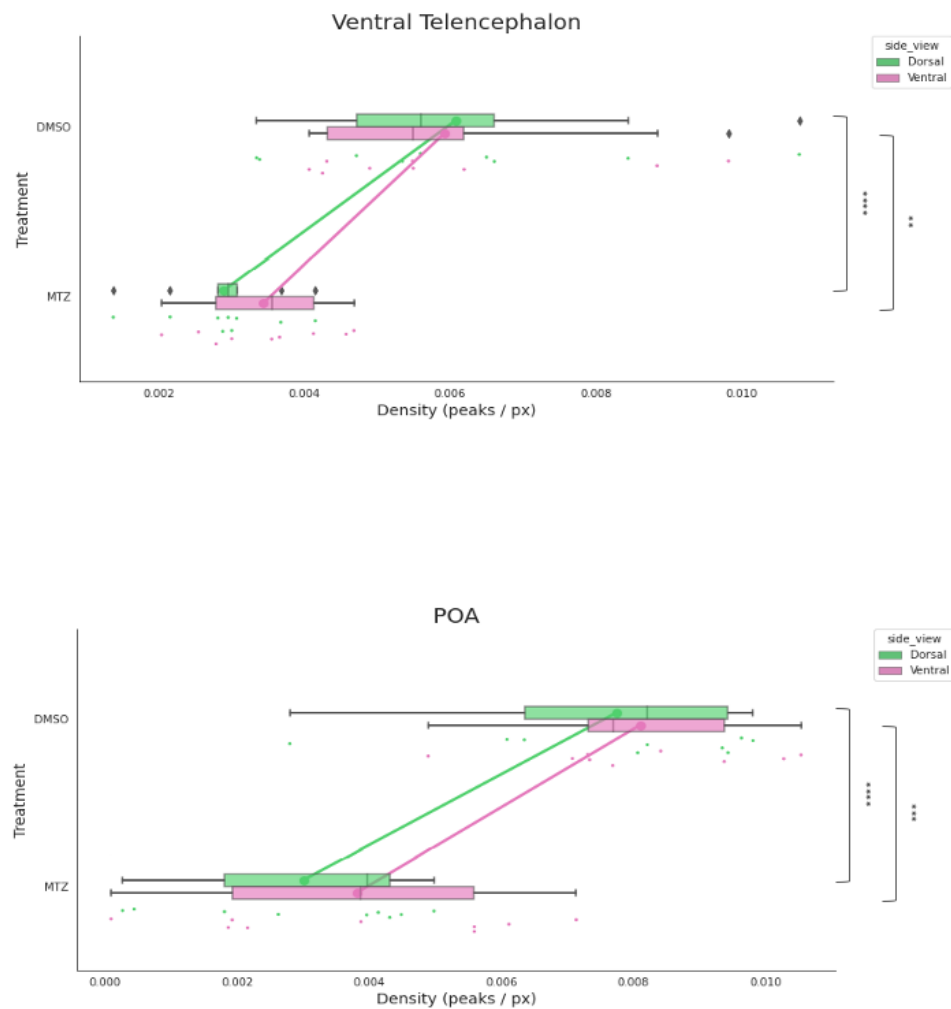 Ventral Telencephalon
side_view
Dorsal
Ventral
DMSO
****
**
Treatment
MTZ
0.002 0.004 0.006 0.008 0.010
Density (peaks / px)
POA
side_view
Dorsal
Ventral
DMSO
****
***
Treatment
MTZ
0.000 0.002 0.004 0.006 0.008 0.010
Density (peaks / px)